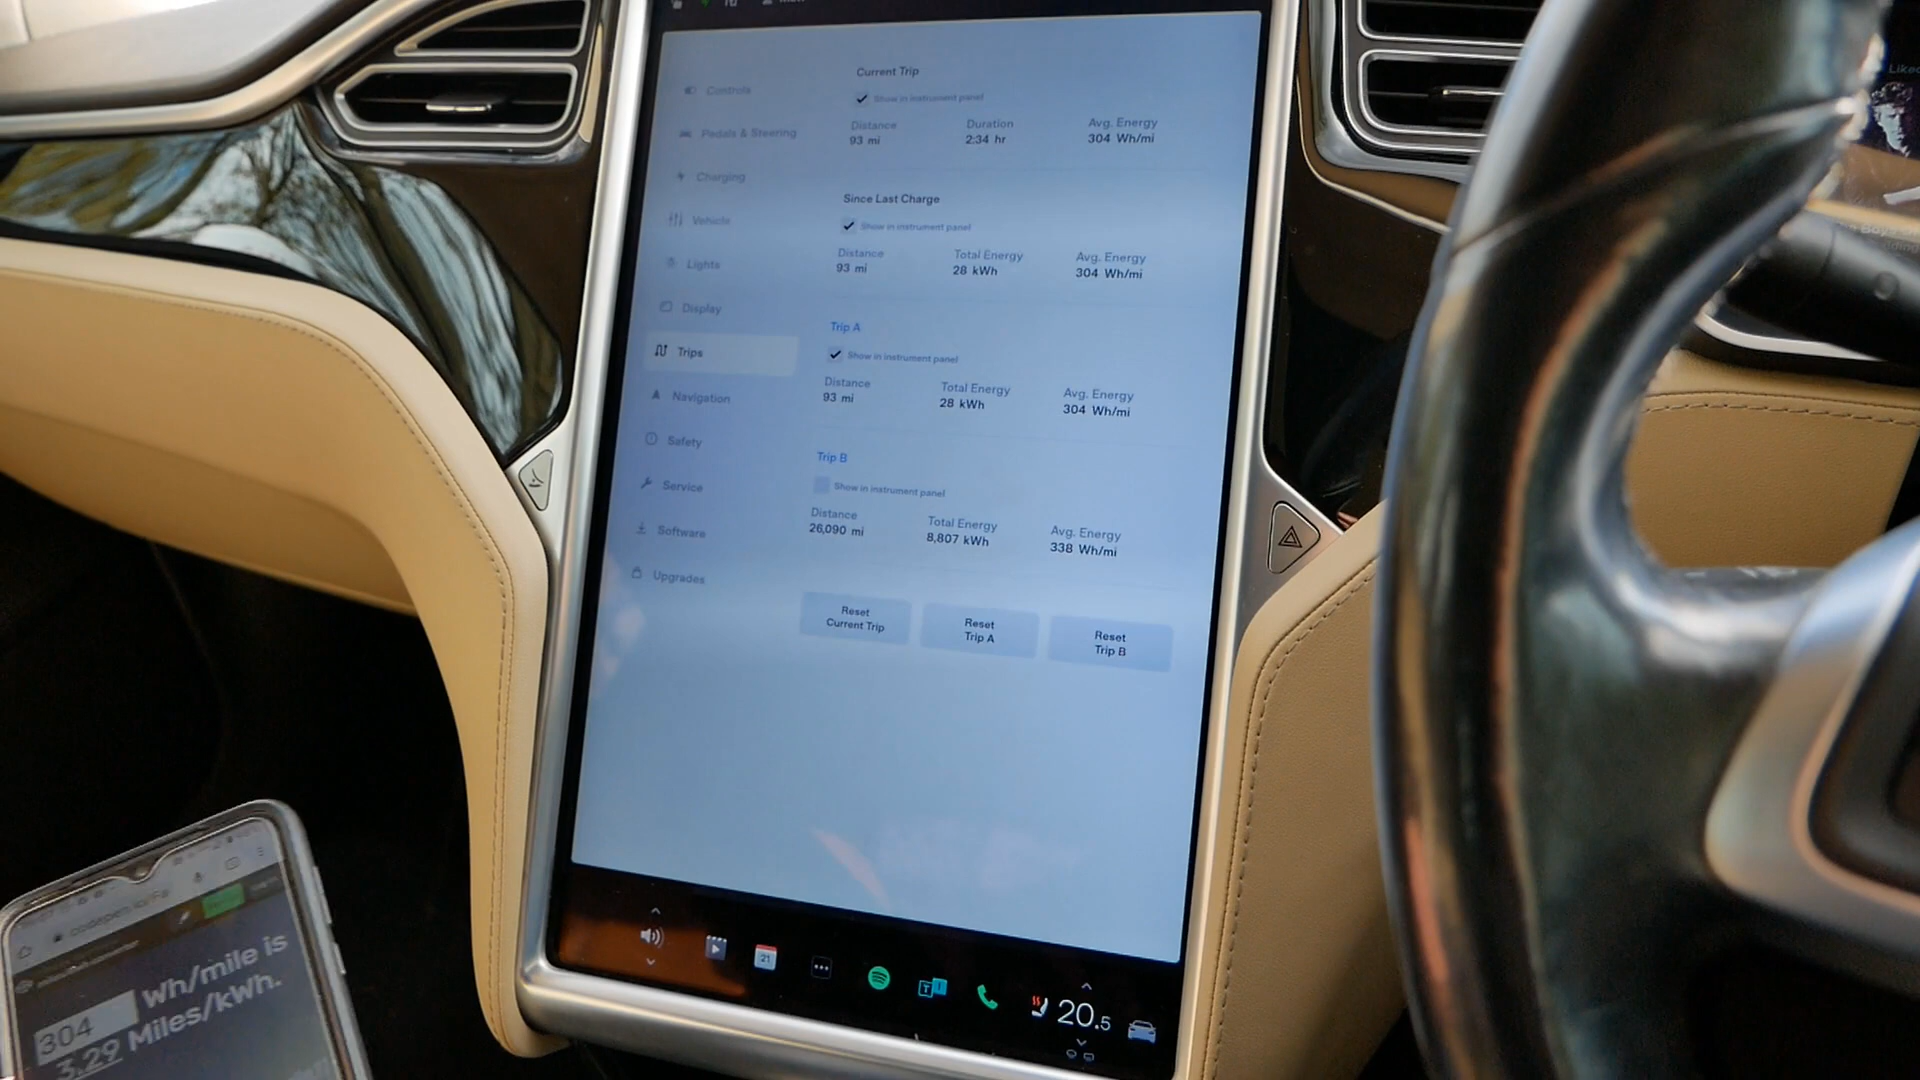 Controls
Pedals & Steering
Charging
Vehicle
Lights
Display
Trips
Navigation
Safety
Service
Software
Upgrades
Current Trip
Show in instrument panel
Distance Duration Avg. Energy
93 mi 2:34 hr 304 Wh/mi
Since Last Charge
Show in instrument panel
Distance Total Energy Avg. Energy
93 mi 28 kWh 304 Wh/mi
Trip A
Show in instrument panel
Distance Total Energy Avg. Energy
93 mi 28 kWh 304 Wh/mi
Trip B
Show in instrument panel
Distance Total Energy Avg. Energy
26,090 mi 8,807 kWh 338 Wh/mi
Reset
Current Trip
Reset
Trip A
Reset
Trip B
21
T
20.5
Liked
304 Wh/mile is
3.29 Miles/kWh.